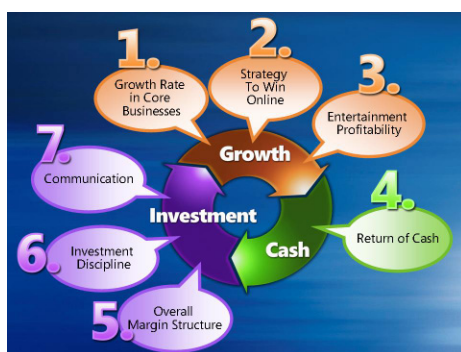 1.
Growth Rate
in Core
Businesses
2.
Strategy
To Win
Online
3.
Entertainment
Profitability
Growth
7.
Communication
4.
Return of Cash
Investment
Cash
6.
Investment
Discipline
5.
Overall
Margin Structure